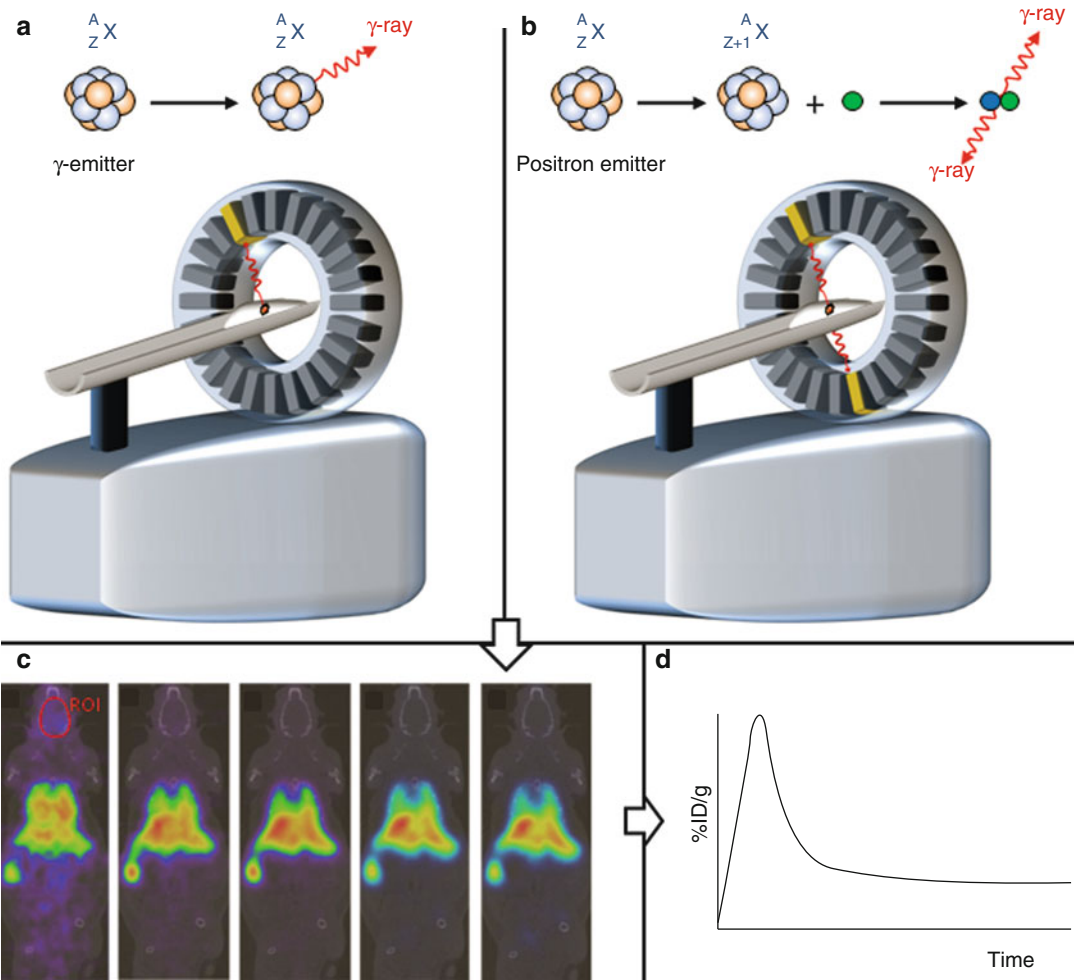 a
A
Z X
A
Z X
γ-ray
γ-emitter
b
A
Z X
A
Z+1 X
+
γ-ray
γ-ray
Positron emitter
c
ROI
d
%ID/g
Time